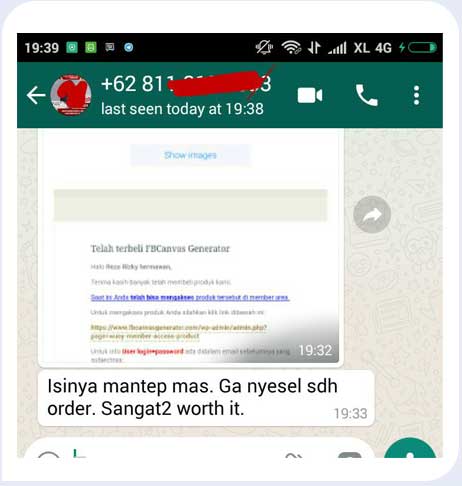 19:39 XL 4G
+62 811 3
last seen today at 19:38
Show images
Telah terbeli FBCanvas Generator
Halo Reza Rizky hermawan,
Terima kasih banyak telah membeli produk kami.
Saat ini Anda telah bisa mengakses produk tersebut di member area.
Untuk mengakses produk Anda silahkan klik link dibawah ini:
https://www.fbcanvasgenerator.com/wp-admin/admin.php?
page=wasy-member-access-product
Untuk info User login+password ada didalam email sebelumnya yang
19:32
Isinya mantep mas. Ga nyesel sdh
order. Sangat2 worth it.
19:33